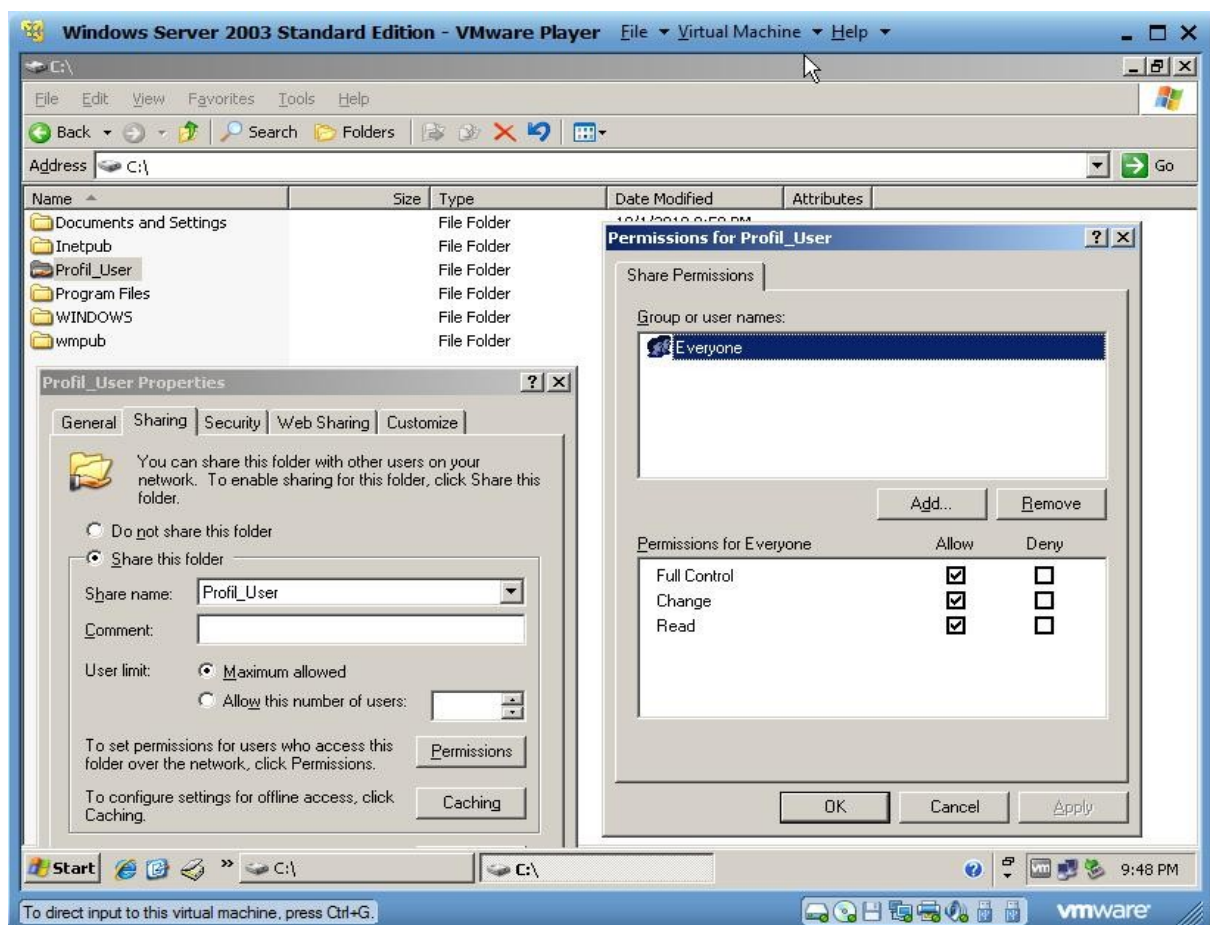 Windows Server 2003 Standard Edition - VMware Player File Virtual Machine Help
C:\
File Edit View Favorites Tools Help
Back Search Folders
Address C:\ Go
Name Size Type Date Modified Attributes
Documents and Settings File Folder
Inetpub File Folder
Profil_User File Folder
Program Files File Folder
WINDOWS File Folder
wmpub File Folder
Profil_User Properties
General Sharing Security Web Sharing Customize
You can share this folder with other users on your
network. To enable sharing for this folder, click Share this
folder.
Do not share this folder
Share this folder
Share name: Profil_User
Comment:
User limit: Maximum allowed
Allow this number of users:
To set permissions for users who access this
folder over the network, click Permissions.
Permissions
To configure settings for offline access, click
Caching.
Caching
Permissions for Profil_User
Share Permissions
Group or user names:
Everyone
Add... Remove
Permissions for Everyone Allow Deny
Full Control
Change
Read
OK Cancel Apply
Start C:\ C:\ 9:48 PM
To direct input to this virtual machine, press Ctrl+G.
vmware